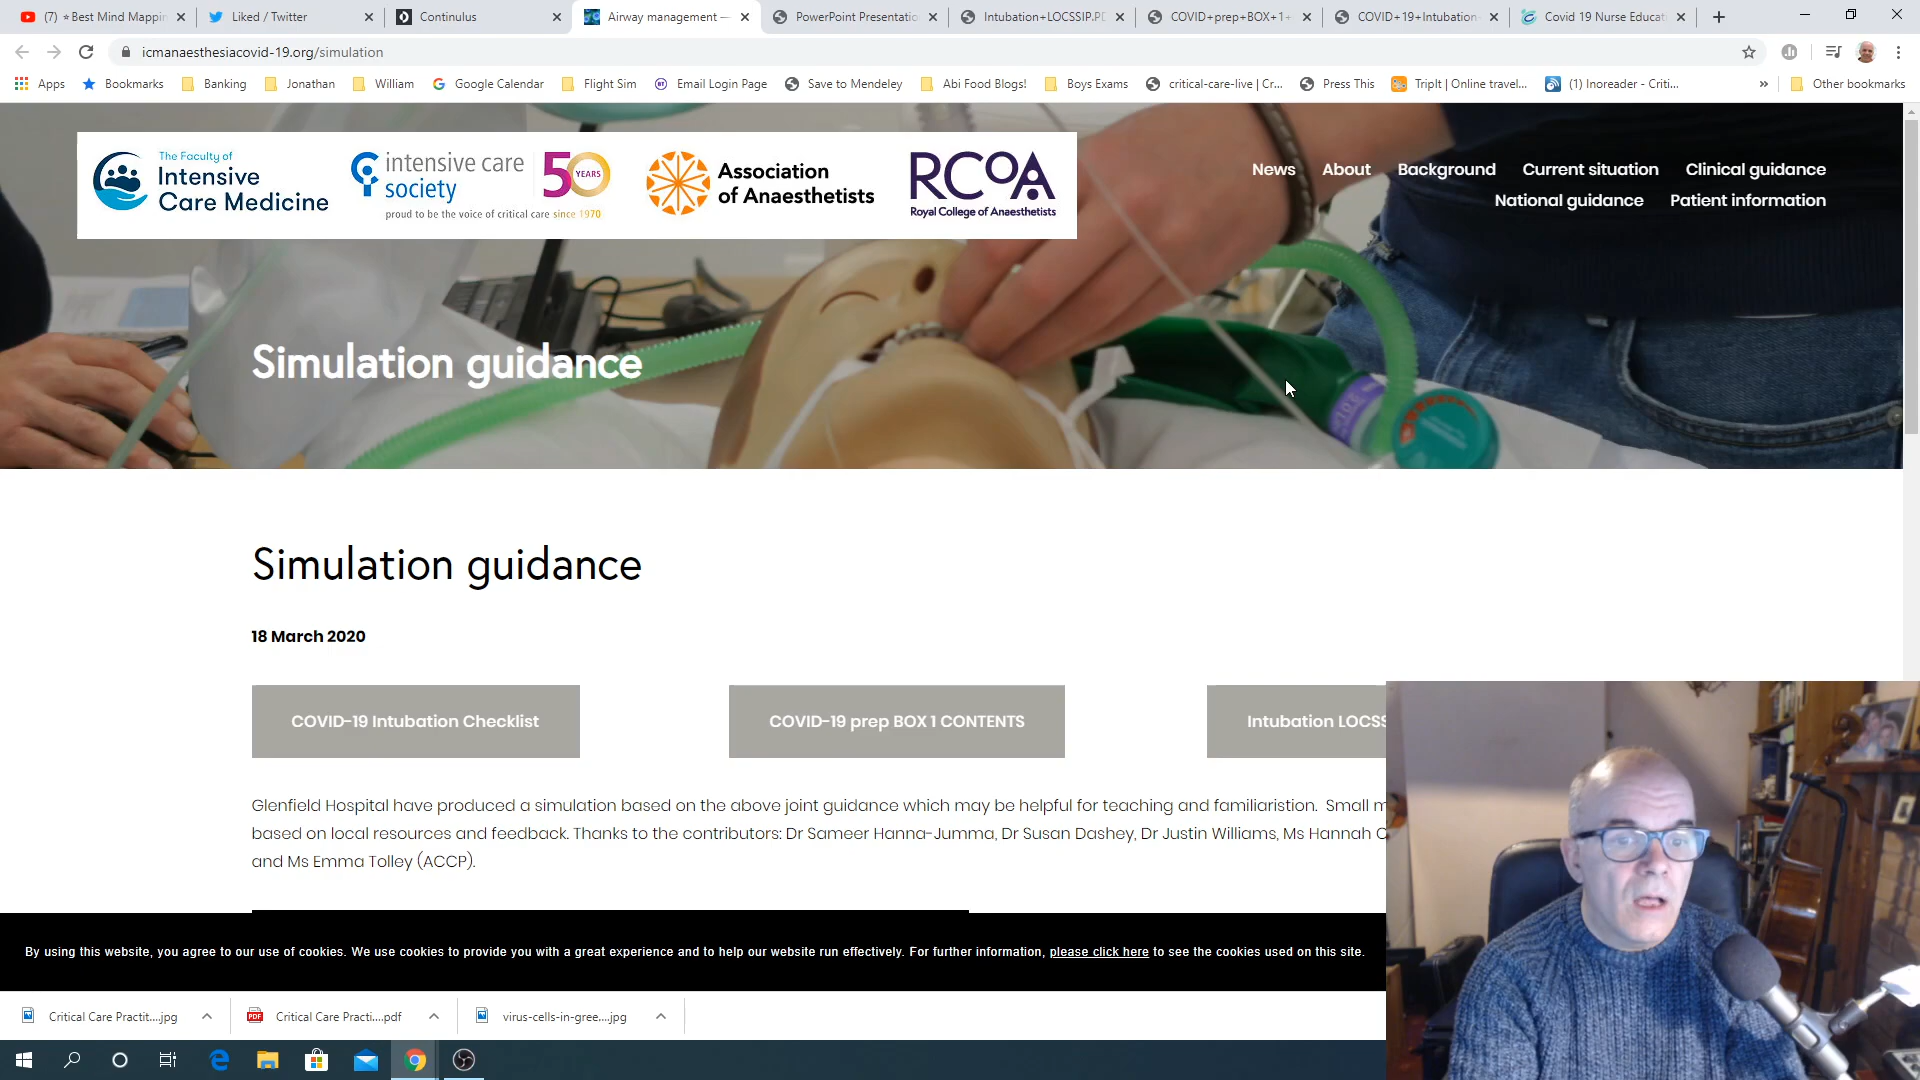 (7) ⭐Best Mind Mappin
Liked / Twitter
Continulus
Airway management —
PowerPoint Presentatio
Intubation+LOCSSIP.PD
COVID+prep+BOX+1+
COVID+19+Intubation
Covid 19 Nurse Educat
icmanaesthesiacovid-19.org/simulation
Apps
Bookmarks
Banking
Jonathan
William
Google Calendar
Flight Sim
Email Login Page
Save to Mendeley
Abi Food Blogs!
Boys Exams
critical-care-live | Cr...
Press This
TripIt | Online travel...
(1) Inoreader - Criti...
»
Other bookmarks
The Faculty of
Intensive
Care Medicine
intensive care
society
50
YEARS
proud to be the voice of critical care since 1970
Association
of Anaesthetists
RCOA
Royal College of Anaesthetists
News
About
Background
Current situation
Clinical guidance
National guidance
Patient information
Simulation guidance
Simulation guidance
18 March 2020
COVID-19 Intubation Checklist
COVID-19 prep BOX 1 CONTENTS
Intubation LOCSS
Glenfield Hospital have produced a simulation based on the above joint guidance which may be helpful for teaching and familiaristion. Small m
based on local resources and feedback. Thanks to the contributors: Dr Sameer Hanna-Jumma, Dr Susan Dashey, Dr Justin Williams, Ms Hannah C
and Ms Emma Tolley (ACCP).
By using this website, you agree to our use of cookies. We use cookies to provide you with a great experience and to help our website run effectively. For further information, please click here to see the cookies used on this site.
Critical Care Practit....jpg
PDF
Critical Care Practi....pdf
virus-cells-in-gree....jpg